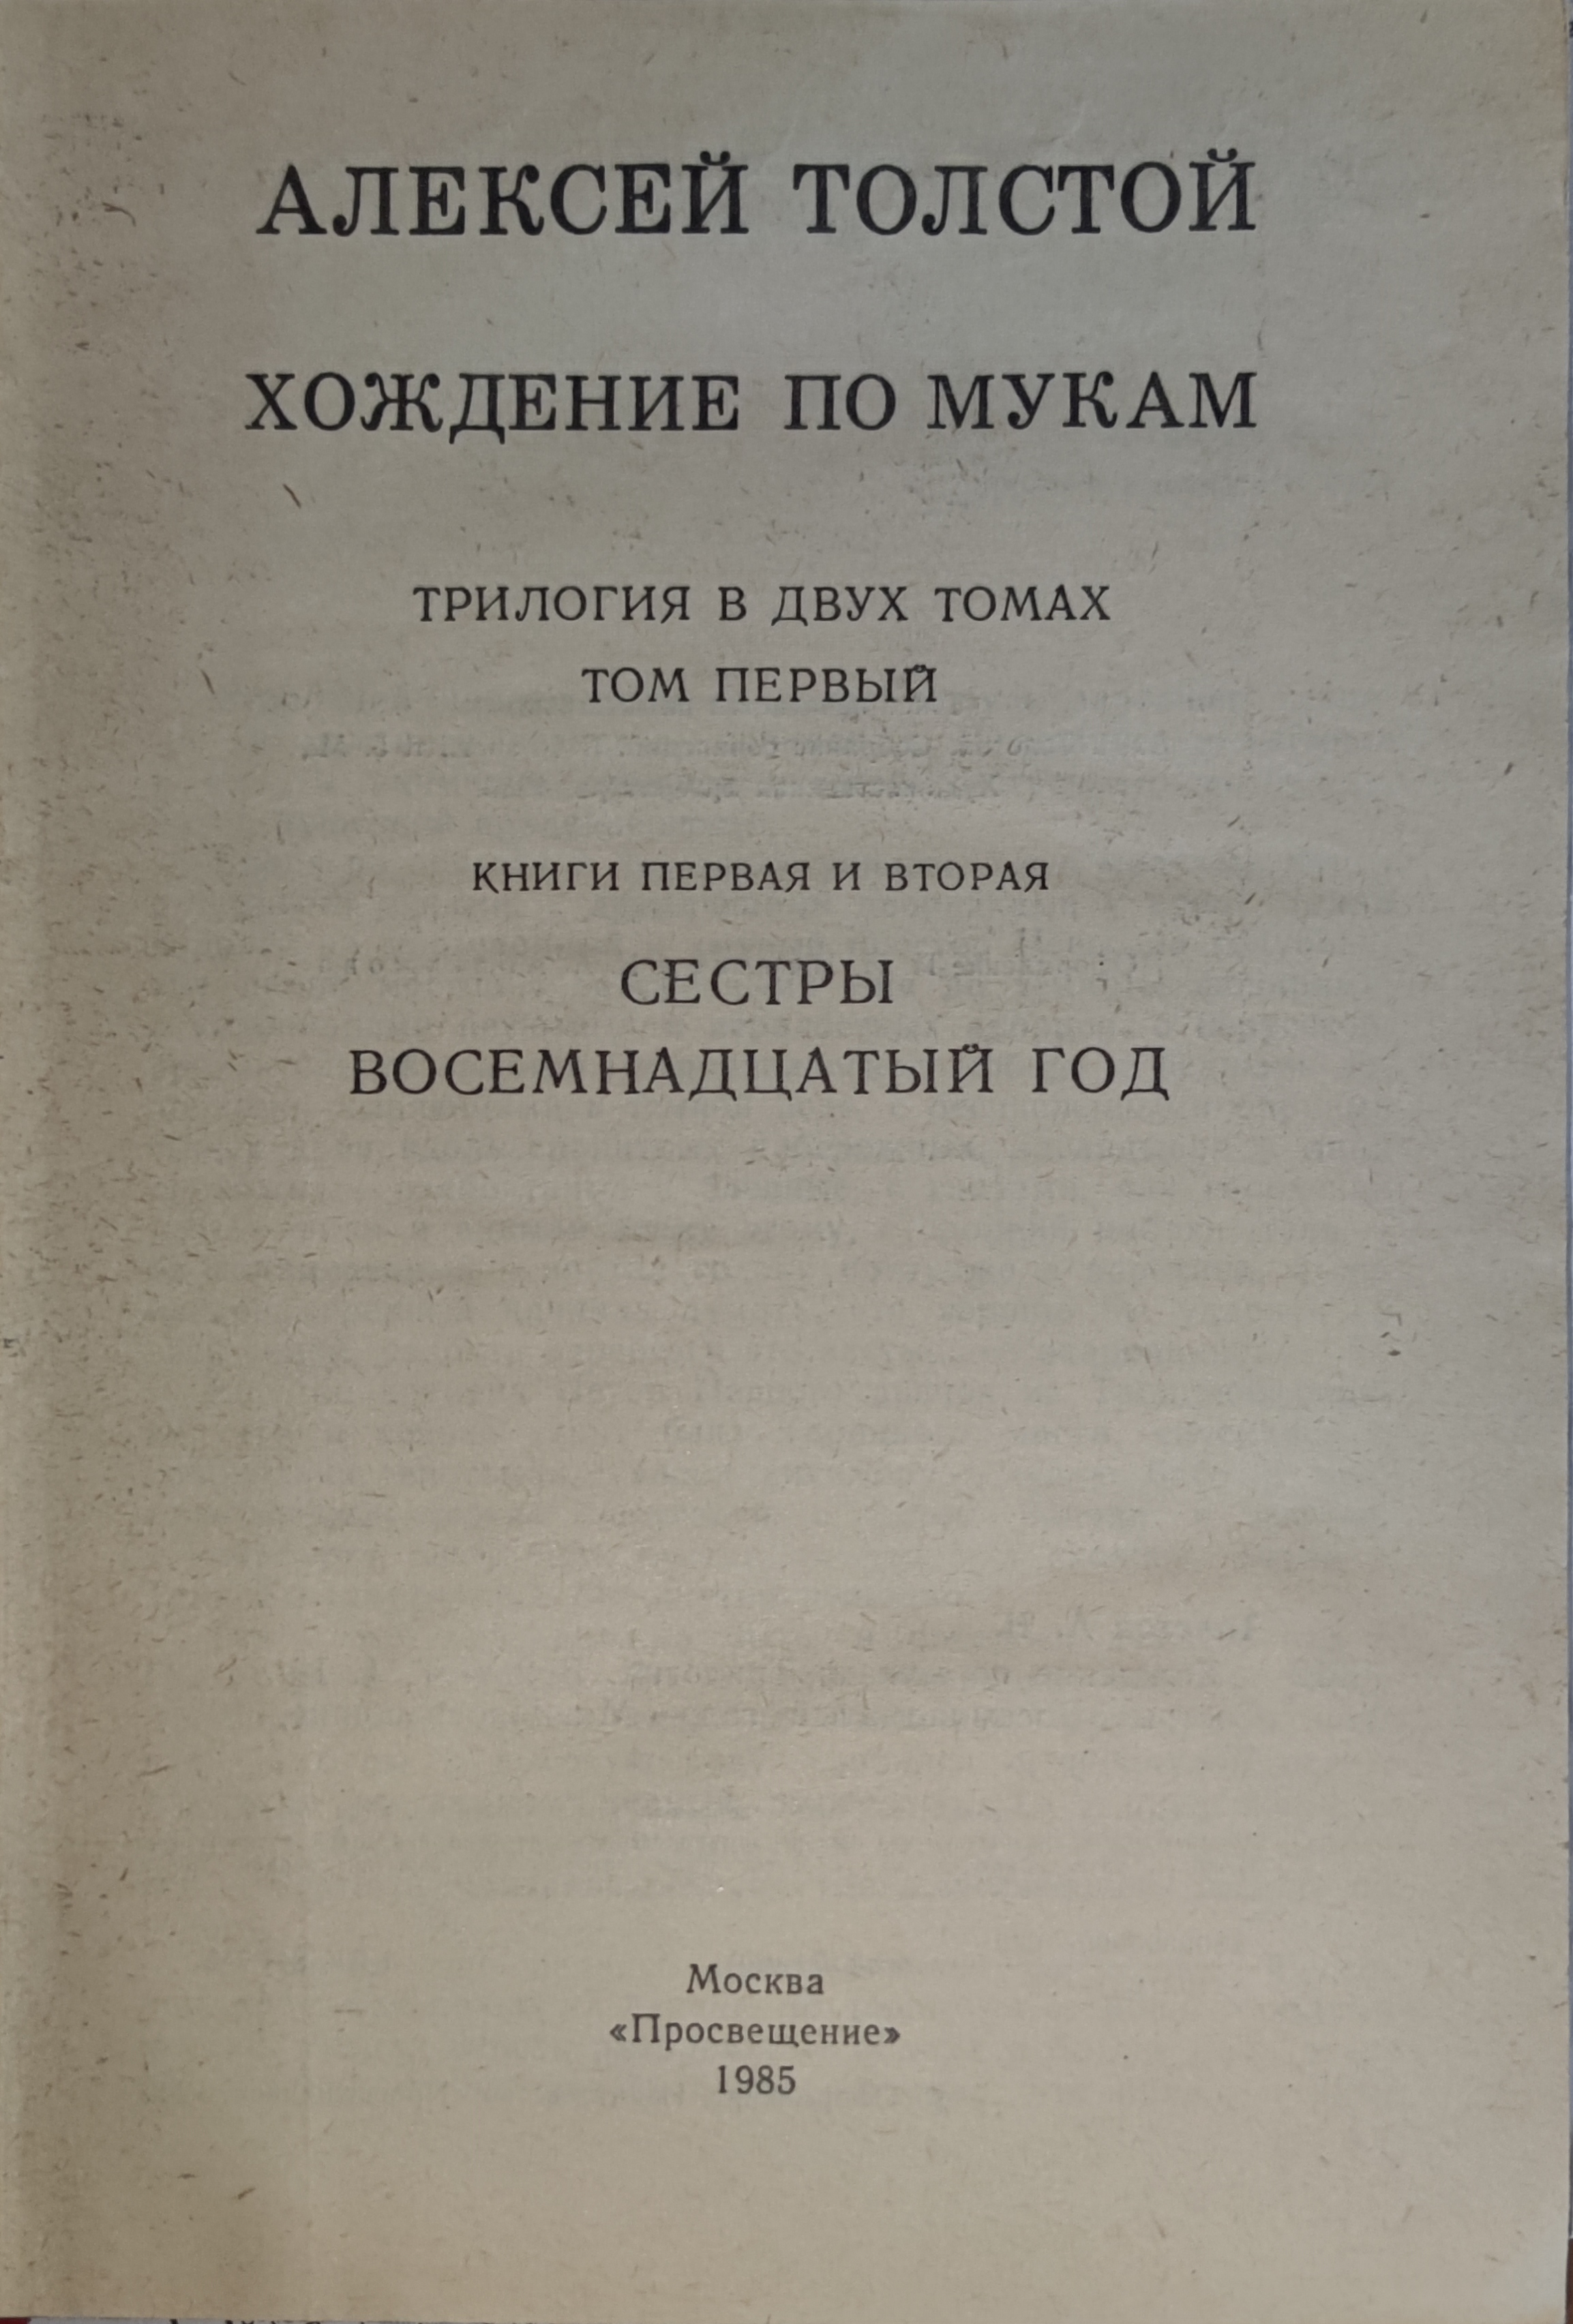 АЛЕКСЕЙ ТОЛСТОЙ
ХОЖДЕНИЕ ПО МУКАМ
ТРИЛОГИЯ В ДВУХ ТОМАХ
ТОМ ПЕРВЫЙ
КНИГИ ПЕРВАЯ И ВТОРАЯ
СЕСТРЫ
ВОСЕМНАДЦАТЫЙ ГОД
Москва
«Просвещение»
1985